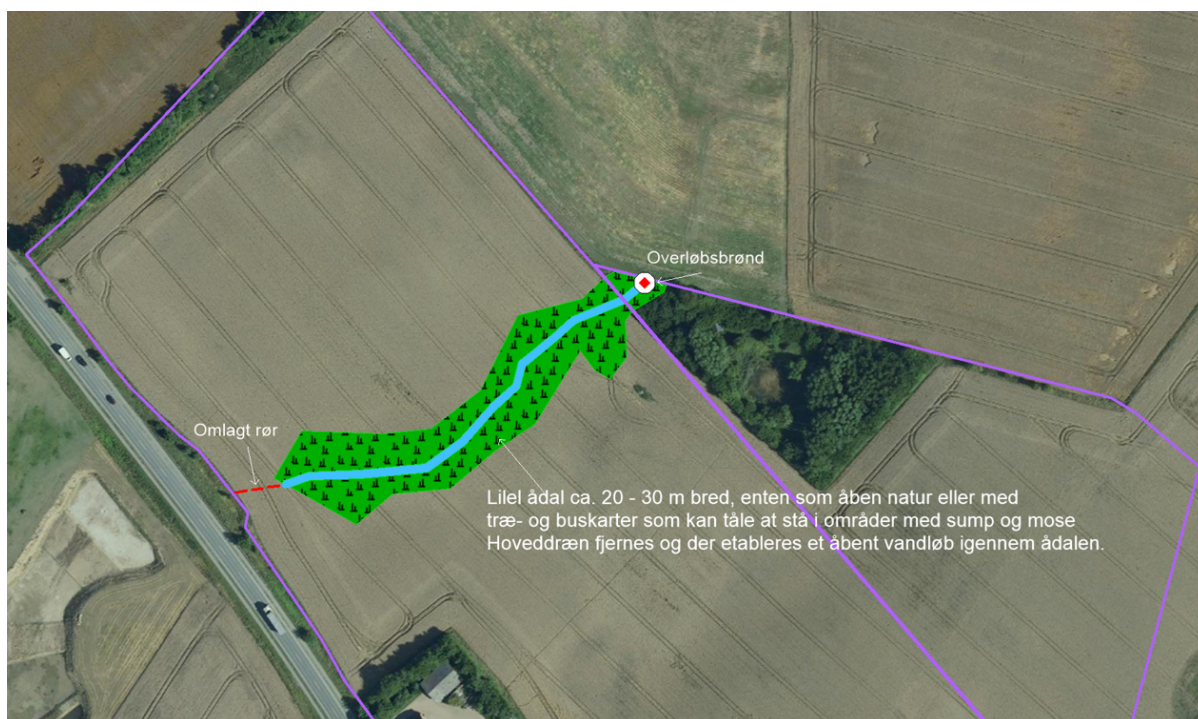 Overløbsbrønd
Omlagt rør
Lilel ådal ca. 20 - 30 m bred, enten som åben natur eller med
træ- og buskarter som kan tåle at stå i områder med sump og mose
Hoveddræn fjernes og der etableres et åbent vandløb igennem ådalen.